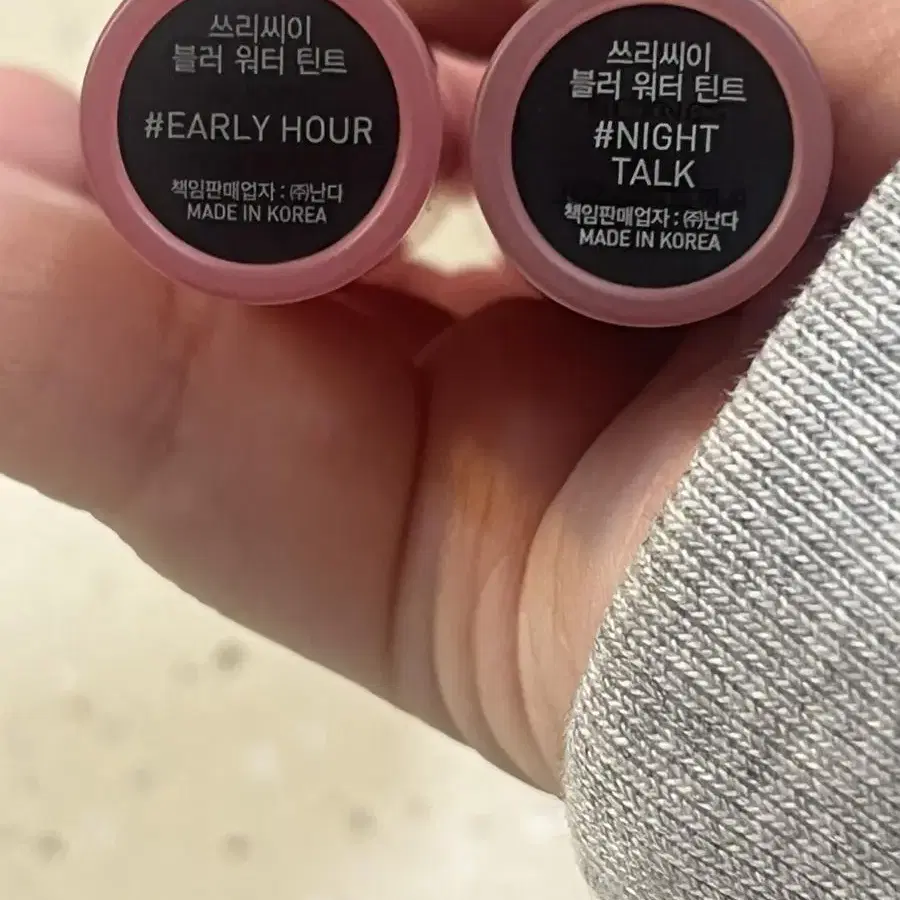 쓰리씨이
블러 워터 틴트
#EARLY HOUR
책임판매업자 : ㈜난다
MADE IN KOREA
쓰리씨이
블러 워터 틴트
#NIGHT
TALK
책임판매업자 : ㈜난다
MADE IN KOREA